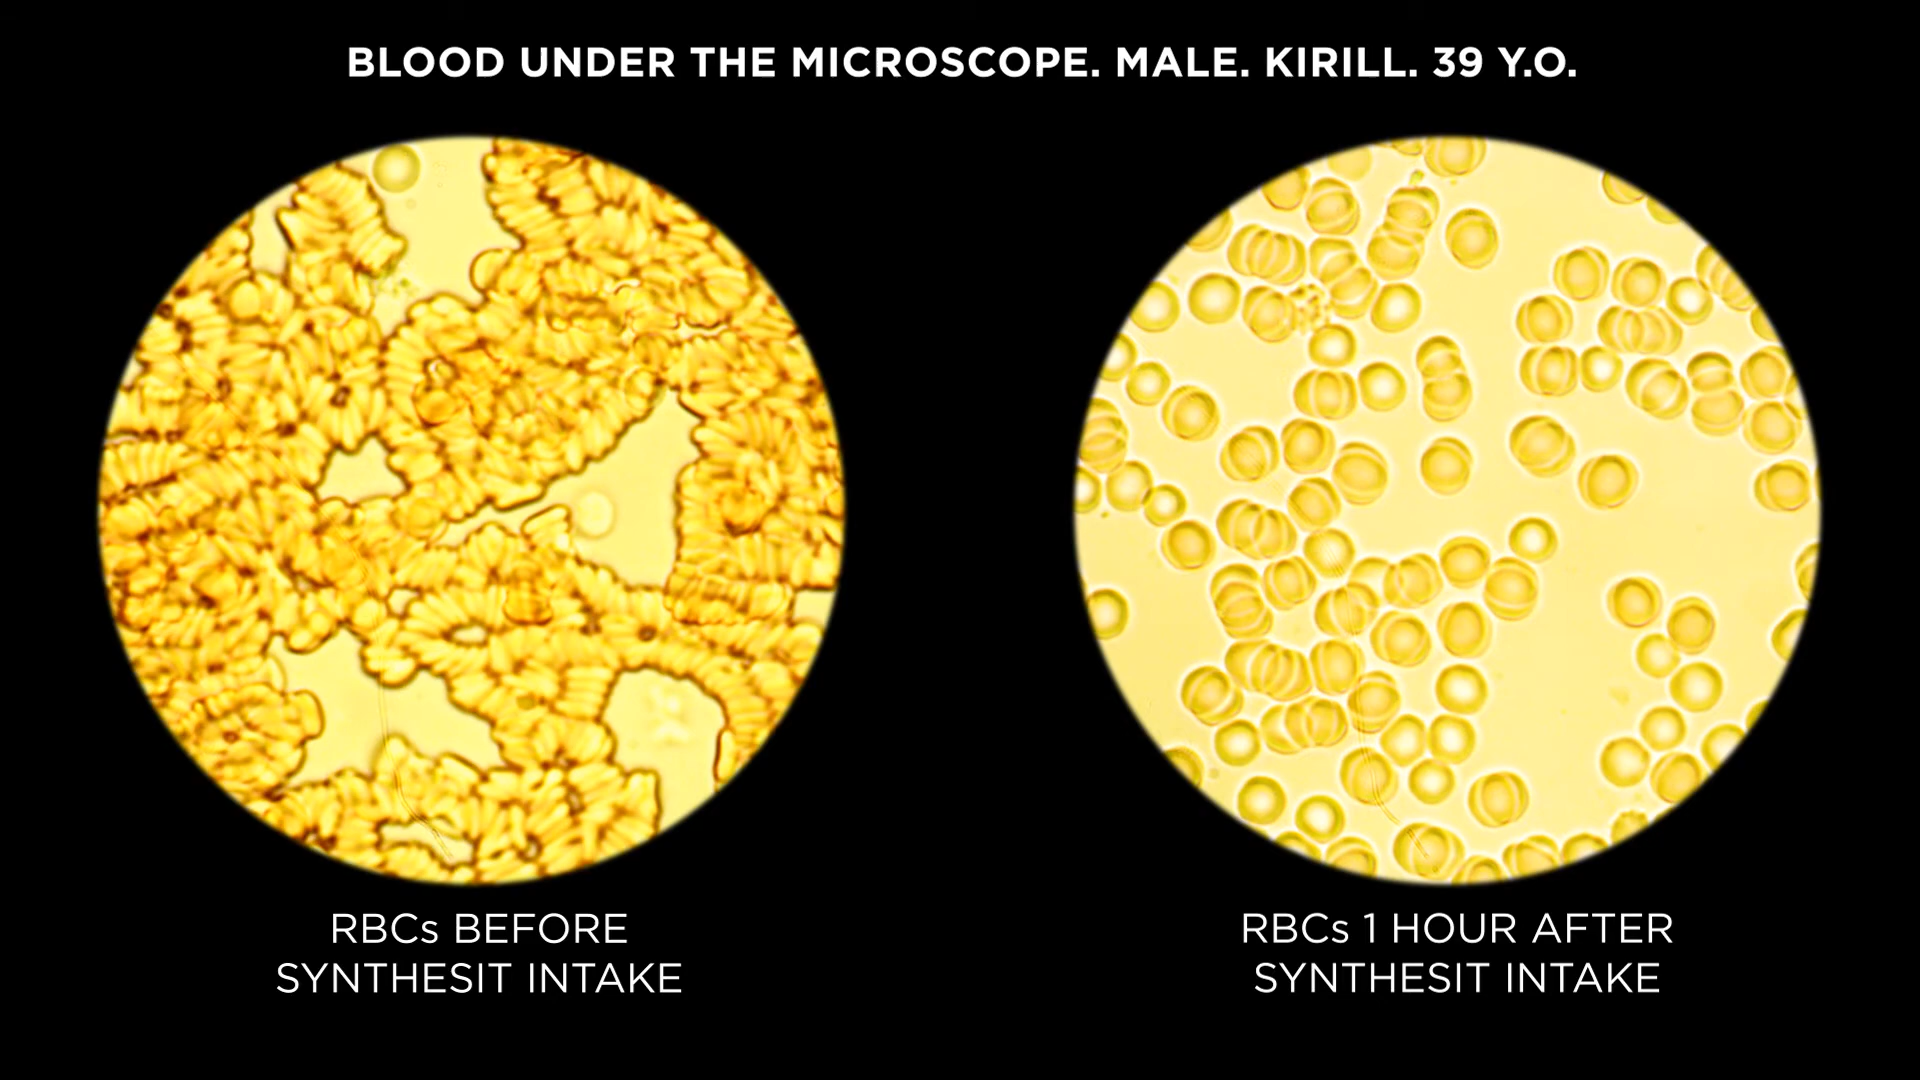 BLOOD UNDER THE MICROSCOPE. MALE. KIRILL. 39 Y.O.
RBCs BEFORE
SYNTHESIT INTAKE
RBCs 1 HOUR AFTER
SYNTHESIT INTAKE